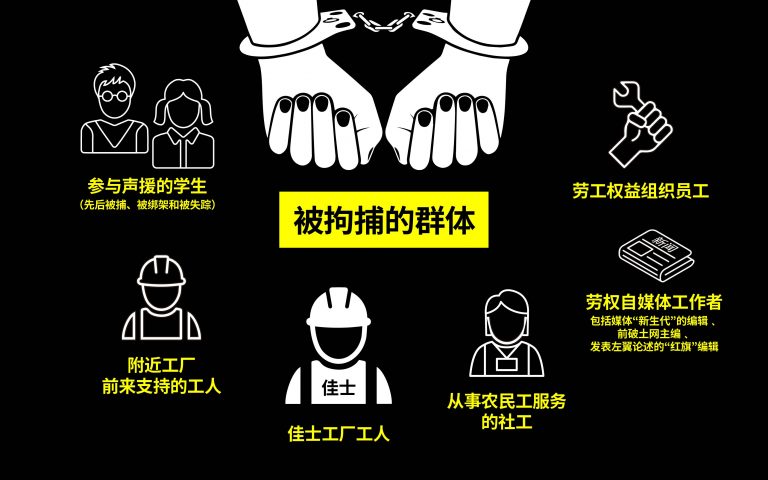 被拘捕的群体
参与声援的学生
（先后被捕、被绑架和被失踪）
劳工权益组织员工
新闻
劳权自媒体工作者
包括媒体“新生代”的编辑、
前破土网主编、
发表左翼论述的“红旗”编辑
附近工厂
前来支持的工人
佳士
佳士工厂工人
从事农民工服务
的社工